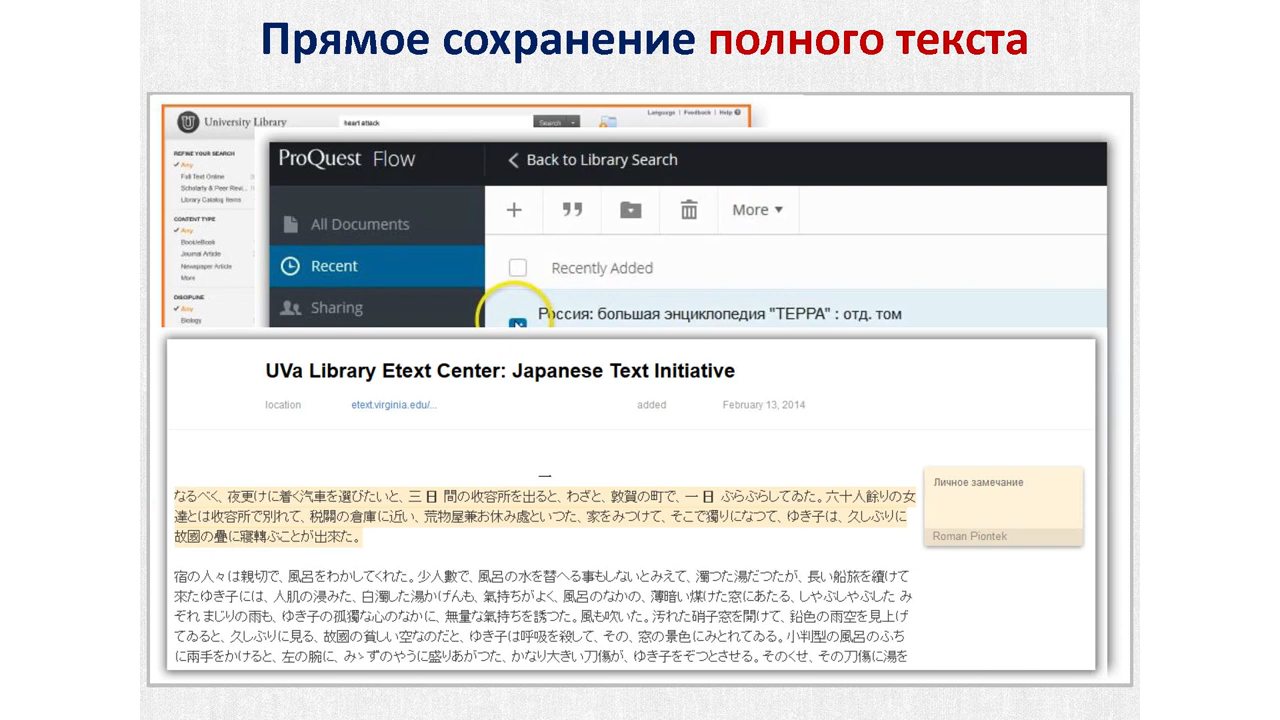 Прямое сохранение полного текста
University Library
heart attack
Search
Language | Feedback | Help
REFINE YOUR SEARCH
Any
Full Text Online
Scholarly & Peer Revi...
Library Catalog Items
CONTENT TYPE
Any
Book/eBook
Journal Article
Newspaper Article
More
DISCIPLINE
Any
Biology
ProQuest Flow
Back to Library Search
More
All Documents
Recent
Sharing
Recently Added
Россия: большая энциклопедия "ТЕРРА" : отд. том
UVa Library Etext Center: Japanese Text Initiative
location etext.virginia.edu/... added February 13, 2014
一
なるべく、夜更けに着く汽車を選びたいと、三 日 間の收容所を出ると、わざと、敦賀の町で、一 日 ぶらぶらしてゐた。六十人餘りの女
達とは收容所で別れて、税關の倉庫に近い、荒物屋兼お休み處といつた、家をみつけて、そこで獨りになつて、ゆき子は、久しぶりに
故國の疊に寢轉ぶことが出來た。
Личное замечание
Roman Piontek
宿の人々は親切で、風呂をわかしてくれた。少人數で、風呂の水を替へる事もしないとみえて、濁つた湯だつたが、長い船旅を續けて
來たゆき子には、人肌の浸みた、白濁した湯かげんも、氣持ちがよく、風呂のなかの、薄暗い煤けた窓にあたる、しやぶしやぶした み
ぞれ まじりの雨も、ゆき子の孤獨な心のなかに、無量な氣持ちを誘つた。風も吹いた。汚れた硝子窓を開けて、鉛色の雨空を見上げ
てゐると、久しぶりに見る、故國の貧しい空なのだと、ゆき子は呼吸を殺して、その、窓の景色にみとれてゐる。小判型の風呂のふち
に兩手をかけると、左の腕に、みゝずのやうに盛りあがつた、かなり大きい刀傷が、ゆき子をぞつとさせる。そのくせ、その刀傷に湯を